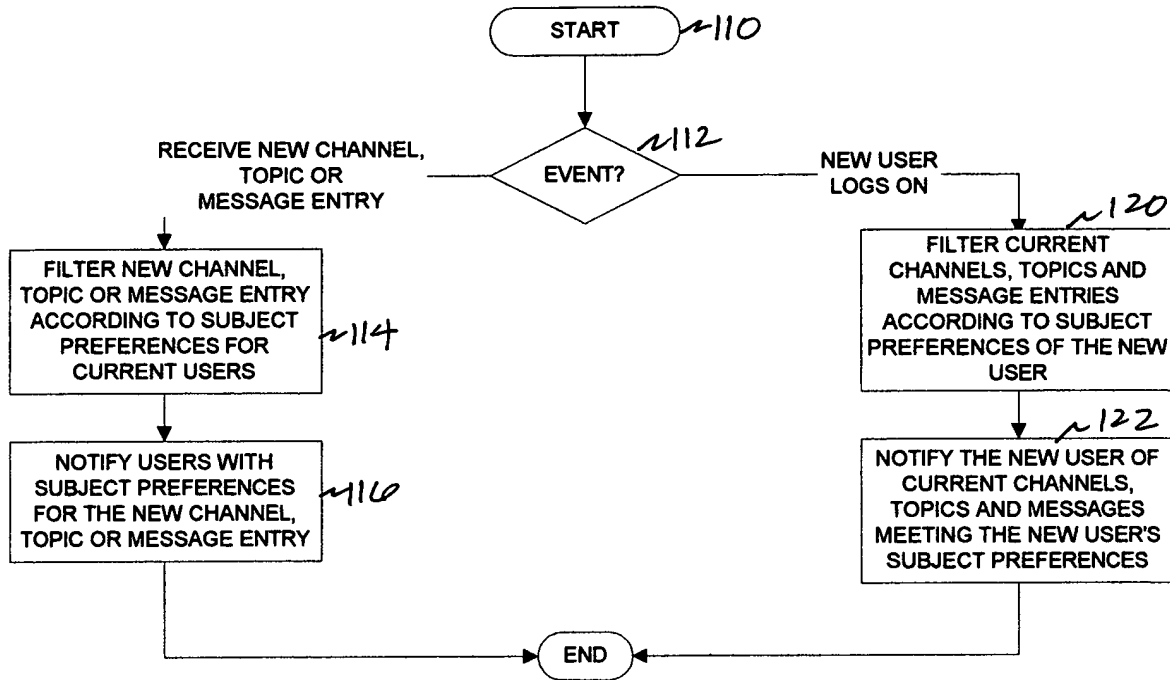 START
110
112
EVENT?
RECEIVE NEW CHANNEL,
TOPIC OR
MESSAGE ENTRY
NEW USER
LOGS ON
FILTER NEW CHANNEL,
TOPIC OR MESSAGE ENTRY
ACCORDING TO SUBJECT
PREFERENCES FOR
CURRENT USERS
114
NOTIFY USERS WITH
SUBJECT PREFERENCES
FOR THE NEW CHANNEL,
TOPIC OR MESSAGE ENTRY
116
120
FILTER CURRENT
CHANNELS, TOPICS AND
MESSAGE ENTRIES
ACCORDING TO SUBJECT
PREFERENCES OF THE NEW
USER
122
NOTIFY THE NEW USER OF
CURRENT CHANNELS,
TOPICS AND MESSAGES
MEETING THE NEW USER'S
SUBJECT PREFERENCES
END